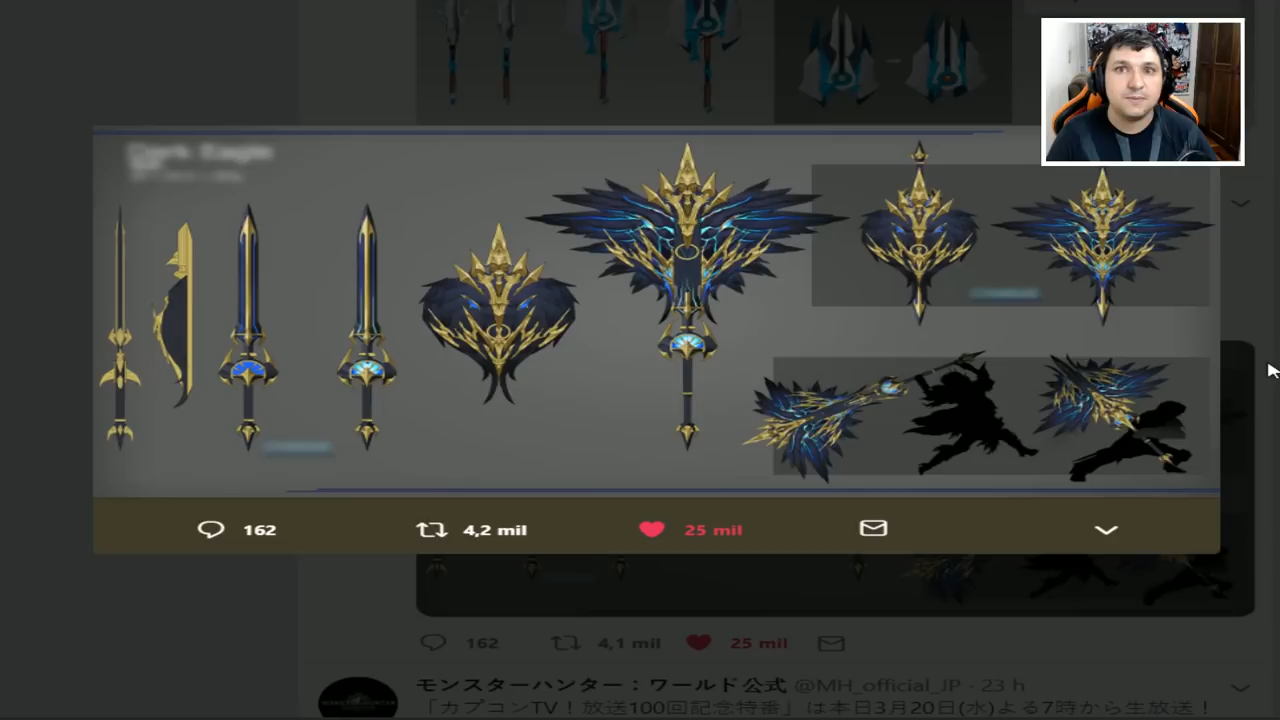 162 4,2 mil 25 mil
162 4,1 mil 25 mil
モンスターハンター：ワールド公式 @MH_official_JP · 23 h
「カプコンTV！放送100回記念特番」は本日3月20日(水)よる7時から生放送！